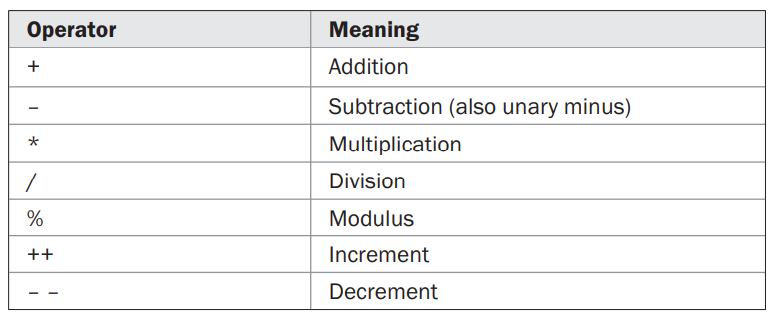 Operator Meaning
+ Addition
– Subtraction (also unary minus)
* Multiplication
/ Division
% Modulus
++ Increment
– – Decrement